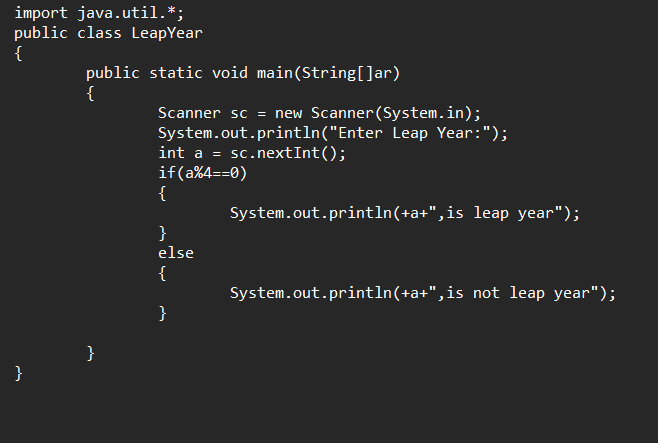 import java.util.*;
public class LeapYear
{
public static void main(String[]ar)
{
Scanner sc = new Scanner(System.in);
System.out.println("Enter Leap Year:");
int a = sc.nextInt();
if(a%4==0)
{
System.out.println(+a+",is leap year");
}
else
{
System.out.println(+a+",is not leap year");
}
}
}